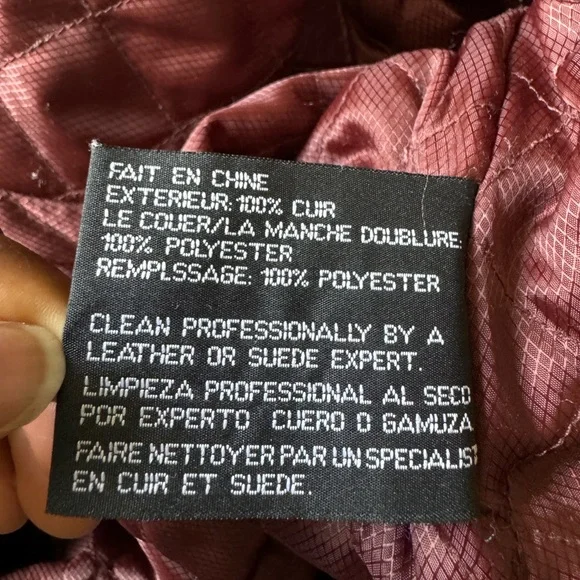 FAIT EN CHINE
EXTERIEUR: 100% CUIR
LE COUER/LA MANCHE DOUBLURE:
100% POLYESTER
REMPLSSAGE: 100% POLYESTER
CLEAN PROFESSIONALLY BY A
LEATHER OR SUEDE EXPERT.
LIMPIEZA PROFESSIONAL AL SECO
POR EXPERTO CUERO O GAMUZA
FAIRE NETTOYER PAR UN SPECIALIST
EN CUIR ET SUEDE.